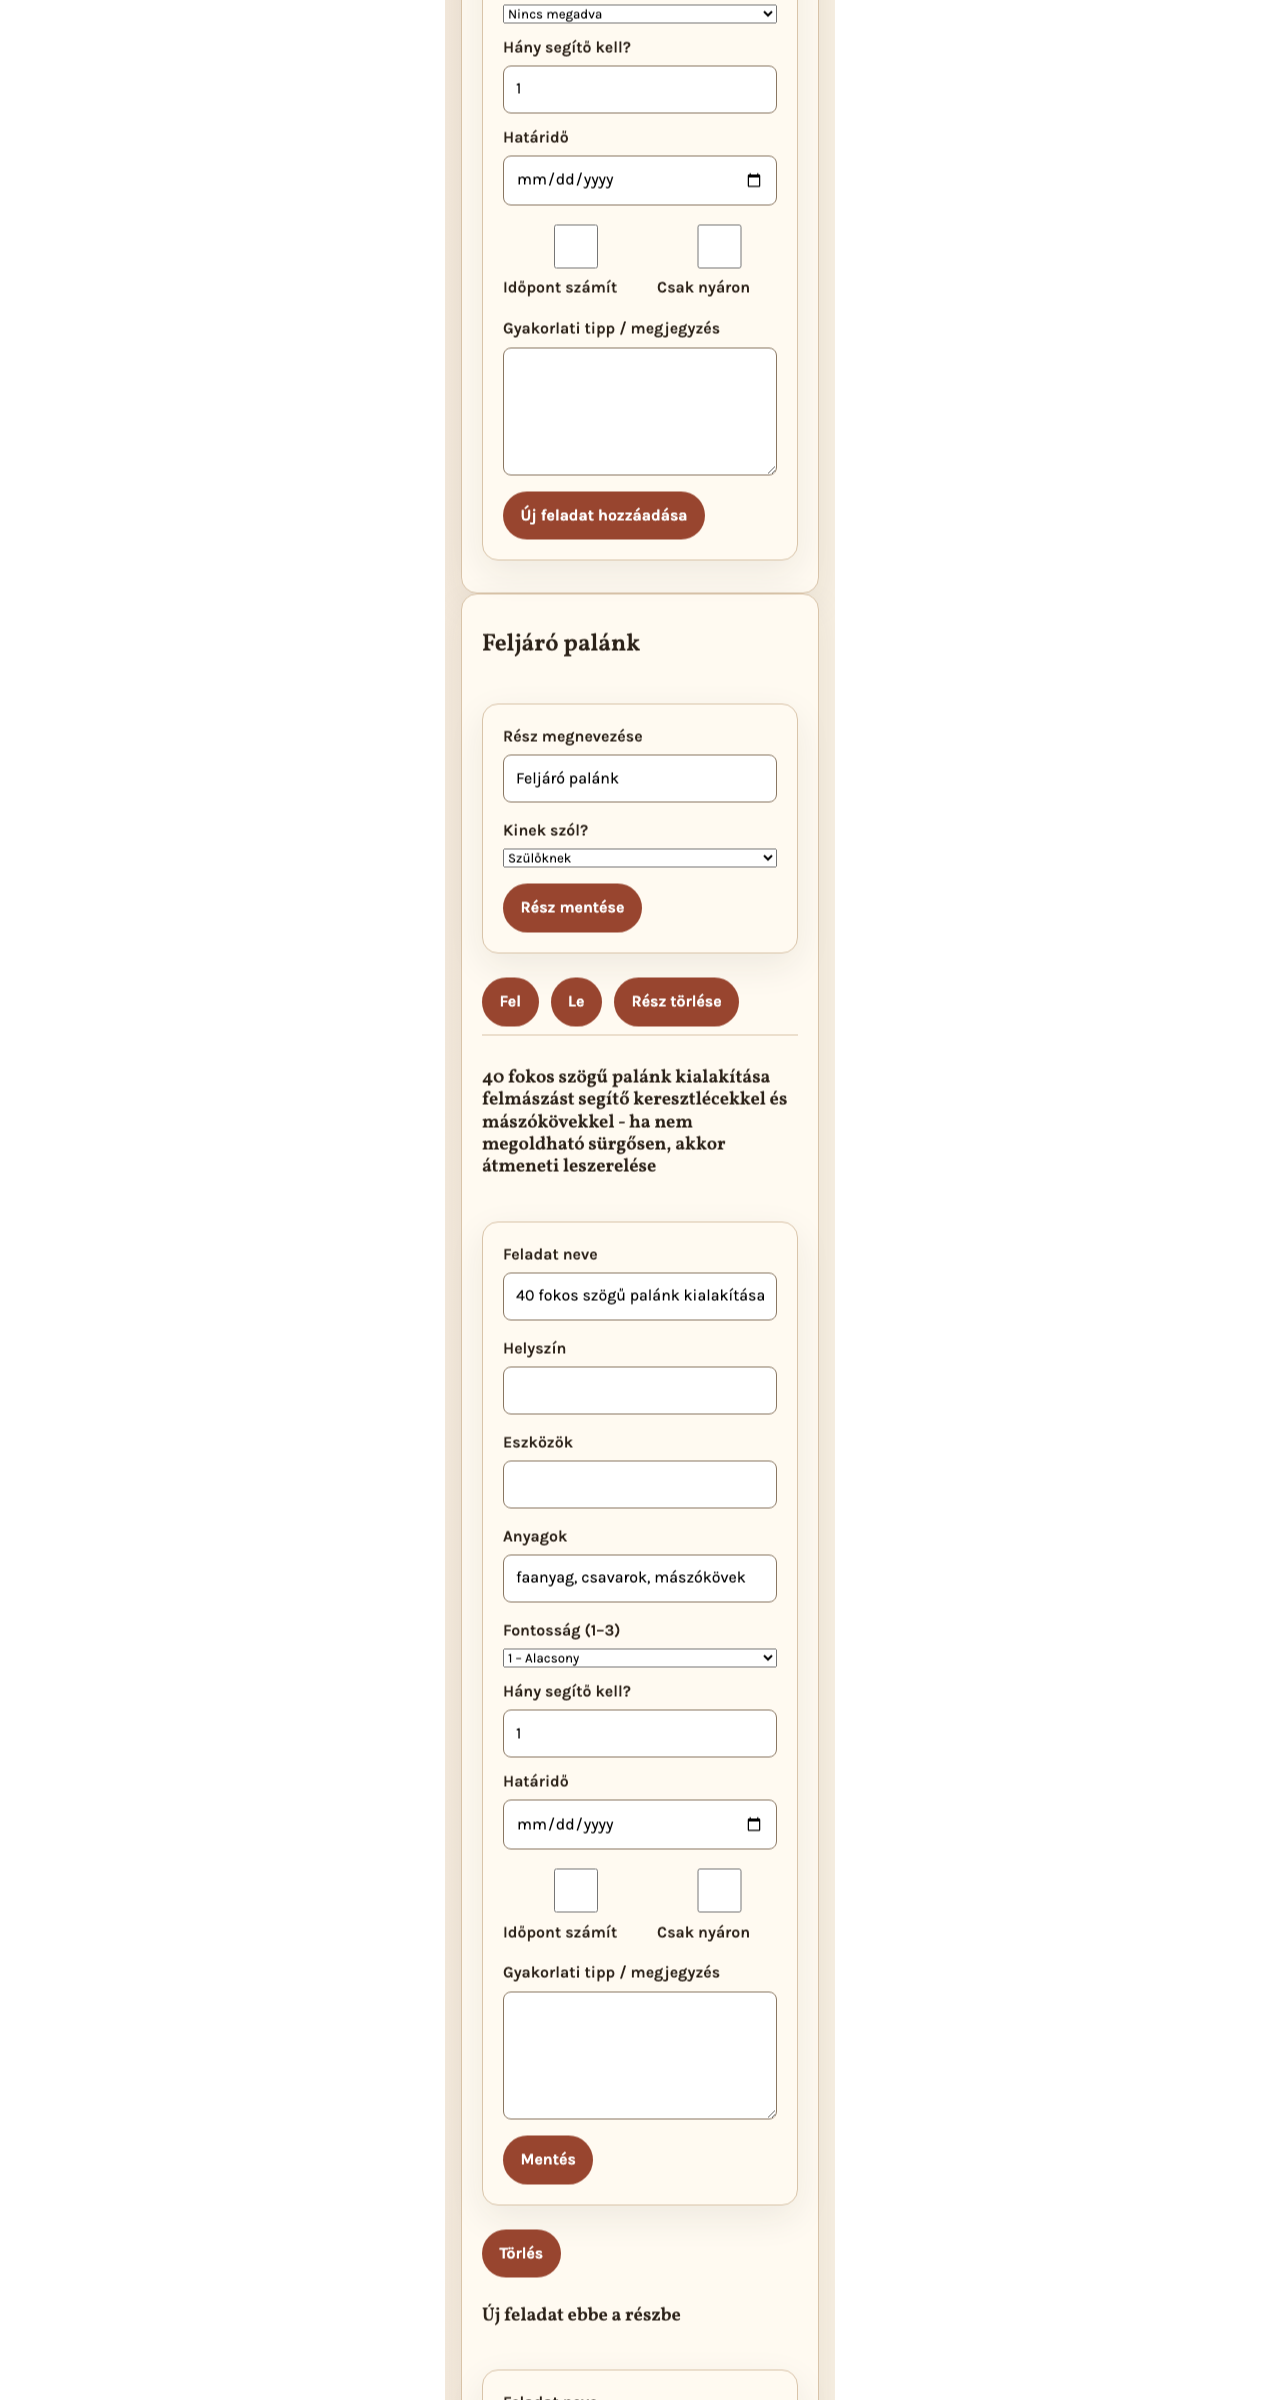 Nincs megadva
Hány segítő kell?
1
Határidő
mm/dd/yyyy
Időpont számít
Csak nyáron
Gyakorlati tipp / megjegyzés
Új feladat hozzáadása
Feljáró palánk
Rész megnevezése
Feljáró palánk
Kinek szól?
Szülőknek
Rész mentése
Fel
Le
Rész törlése
40 fokos szögű palánk kialakítása
felmászást segítő keresztlécekkel és
mászókövekkel - ha nem
megoldható sürgősen, akkor
átmeneti leszerelése
Feladat neve
40 fokos szögű palánk kialakítása
Helyszín
Eszközök
Anyagok
faanyag, csavarok, mászókövek
Fontosság (1–3)
1 – Alacsony
Hány segítő kell?
1
Határidő
mm/dd/yyyy
Időpont számít
Csak nyáron
Gyakorlati tipp / megjegyzés
Mentés
Törlés
Új feladat ebbe a részbe